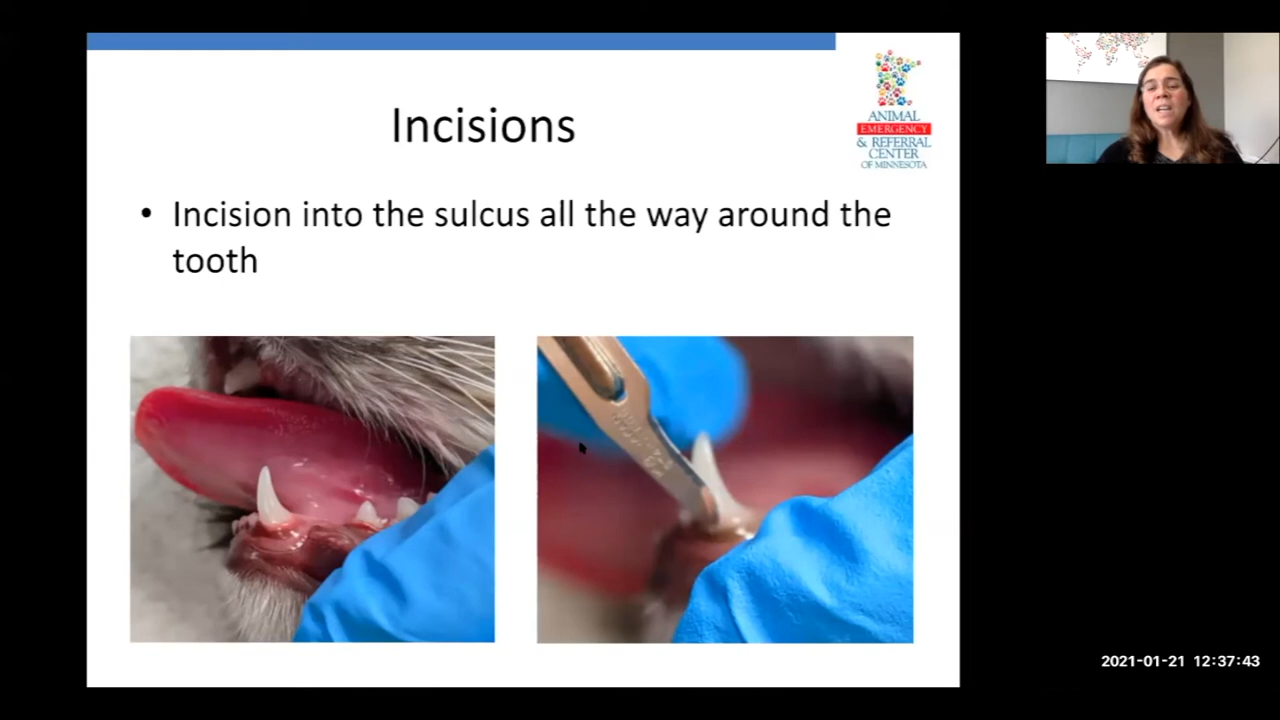 Incisions
ANIMAL
EMERGENCY
& REFERRAL
CENTER
OF MINNESOTA
• Incision into the sulcus all the way around the
tooth
2021-01-21 12:37:43